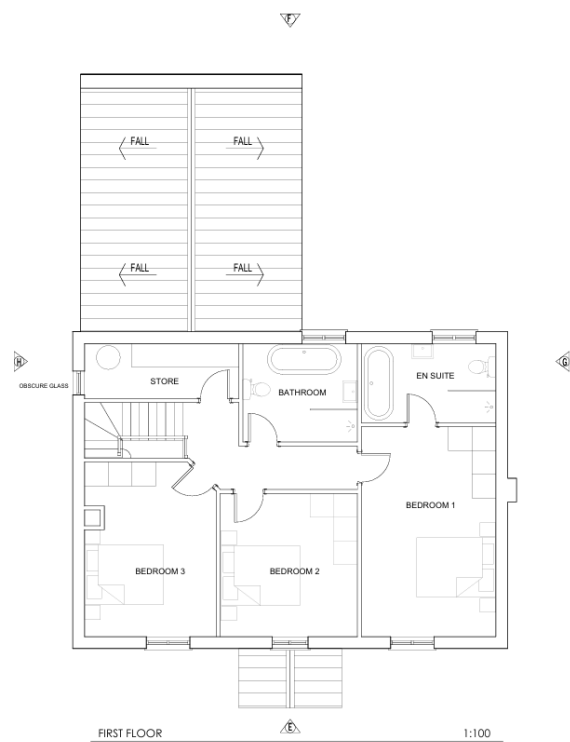 F
FALL FALL
FALL FALL
H
G
OBSCURE GLASS
STORE
BATHROOM
EN SUITE
BEDROOM 1
BEDROOM 3
BEDROOM 2
E
FIRST FLOOR 1:100